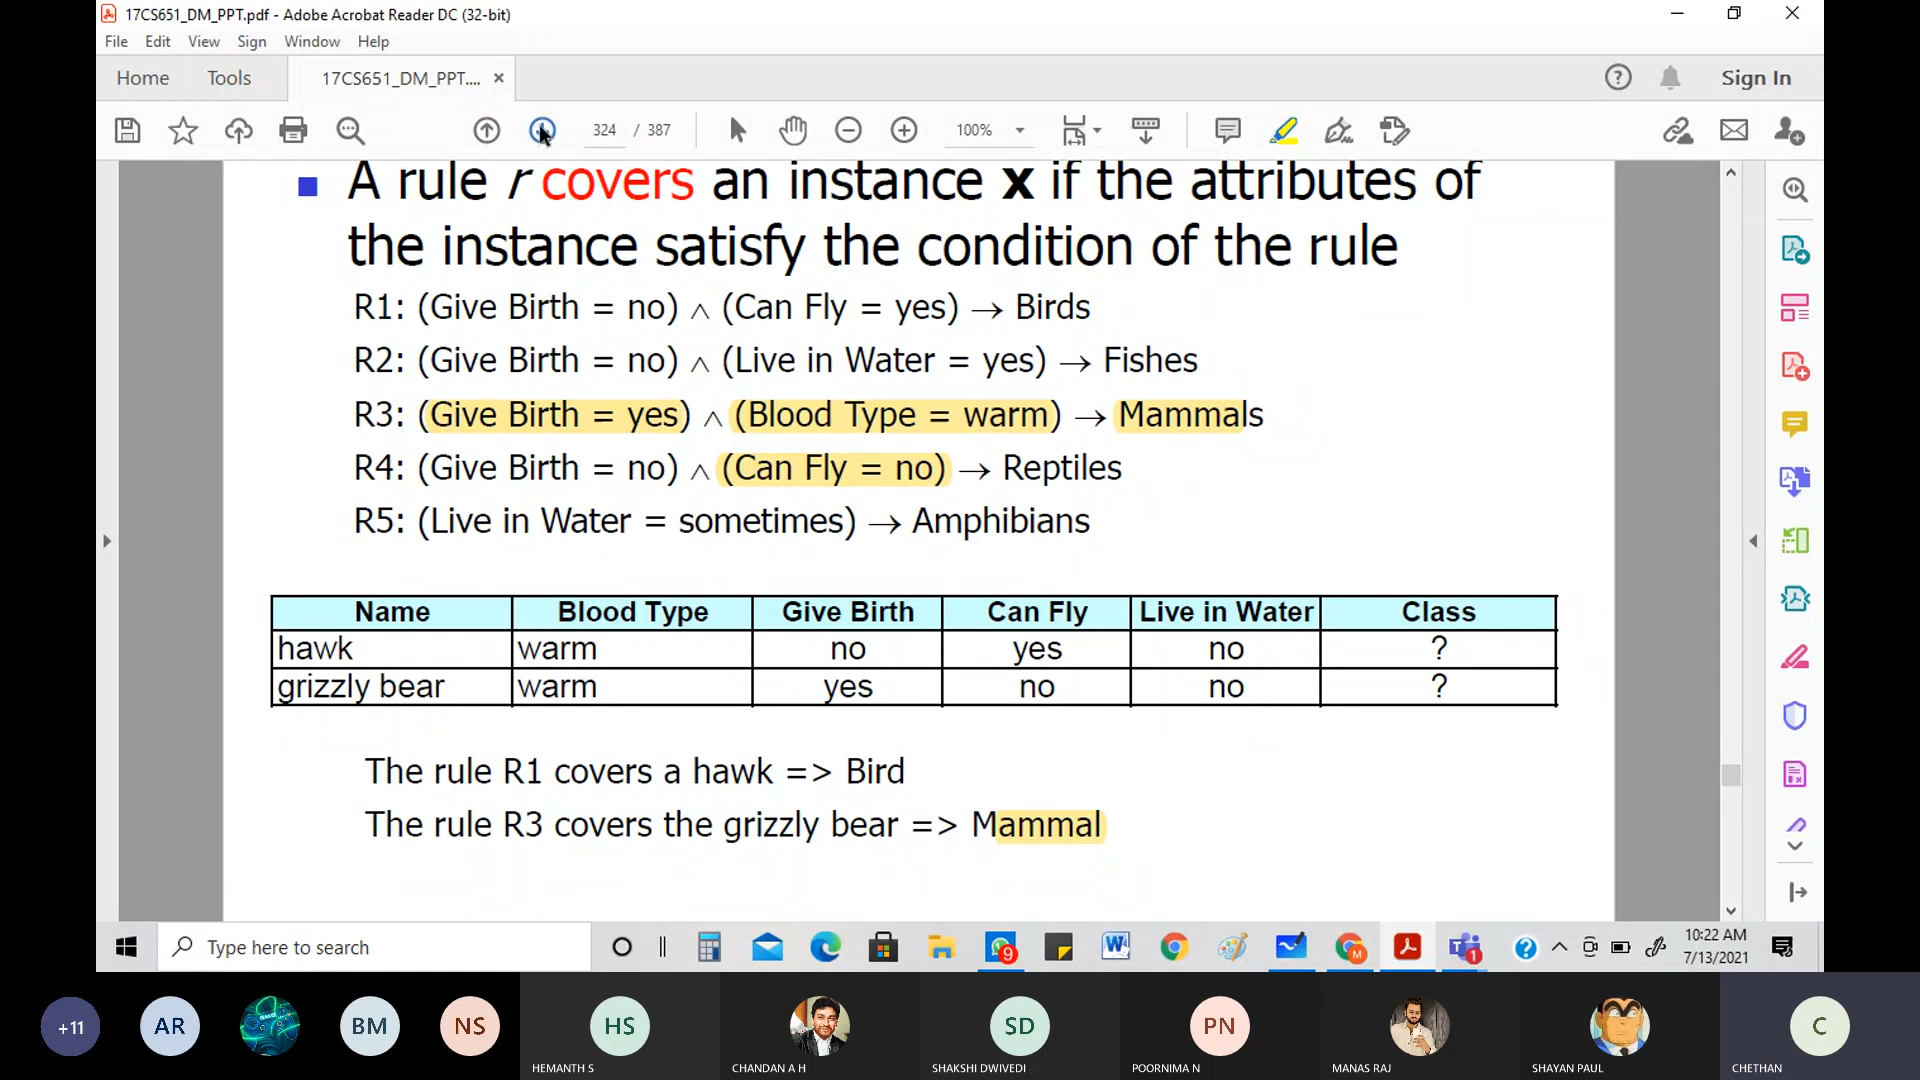 17CS651_DM_PPT.pdf - Adobe Acrobat Reader DC (32-bit)
File Edit View Sign Window Help
Home Tools 17CS651_DM_PPT.... × Sign In
324 / 387 100%
A rule r covers an instance x if the attributes of
the instance satisfy the condition of the rule
R1: (Give Birth = no) ∧ (Can Fly = yes) → Birds
R2: (Give Birth = no) ∧ (Live in Water = yes) → Fishes
R3: (Give Birth = yes) ∧ (Blood Type = warm) → Mammals
R4: (Give Birth = no) ∧ (Can Fly = no) → Reptiles
R5: (Live in Water = sometimes) → Amphibians
Name Blood Type Give Birth Can Fly Live in Water Class
hawk warm no yes no ?
grizzly bear warm yes no no ?
The rule R1 covers a hawk => Bird
The rule R3 covers the grizzly bear => Mammal
Type here to search
9
1
10:22 AM
7/13/2021
+11 AR BM NS HS SD PN C
HEMANTH S CHANDAN A H SHAKSHI DWIVEDI POORNIMA N MANAS RAJ SHAYAN PAUL CHETHAN